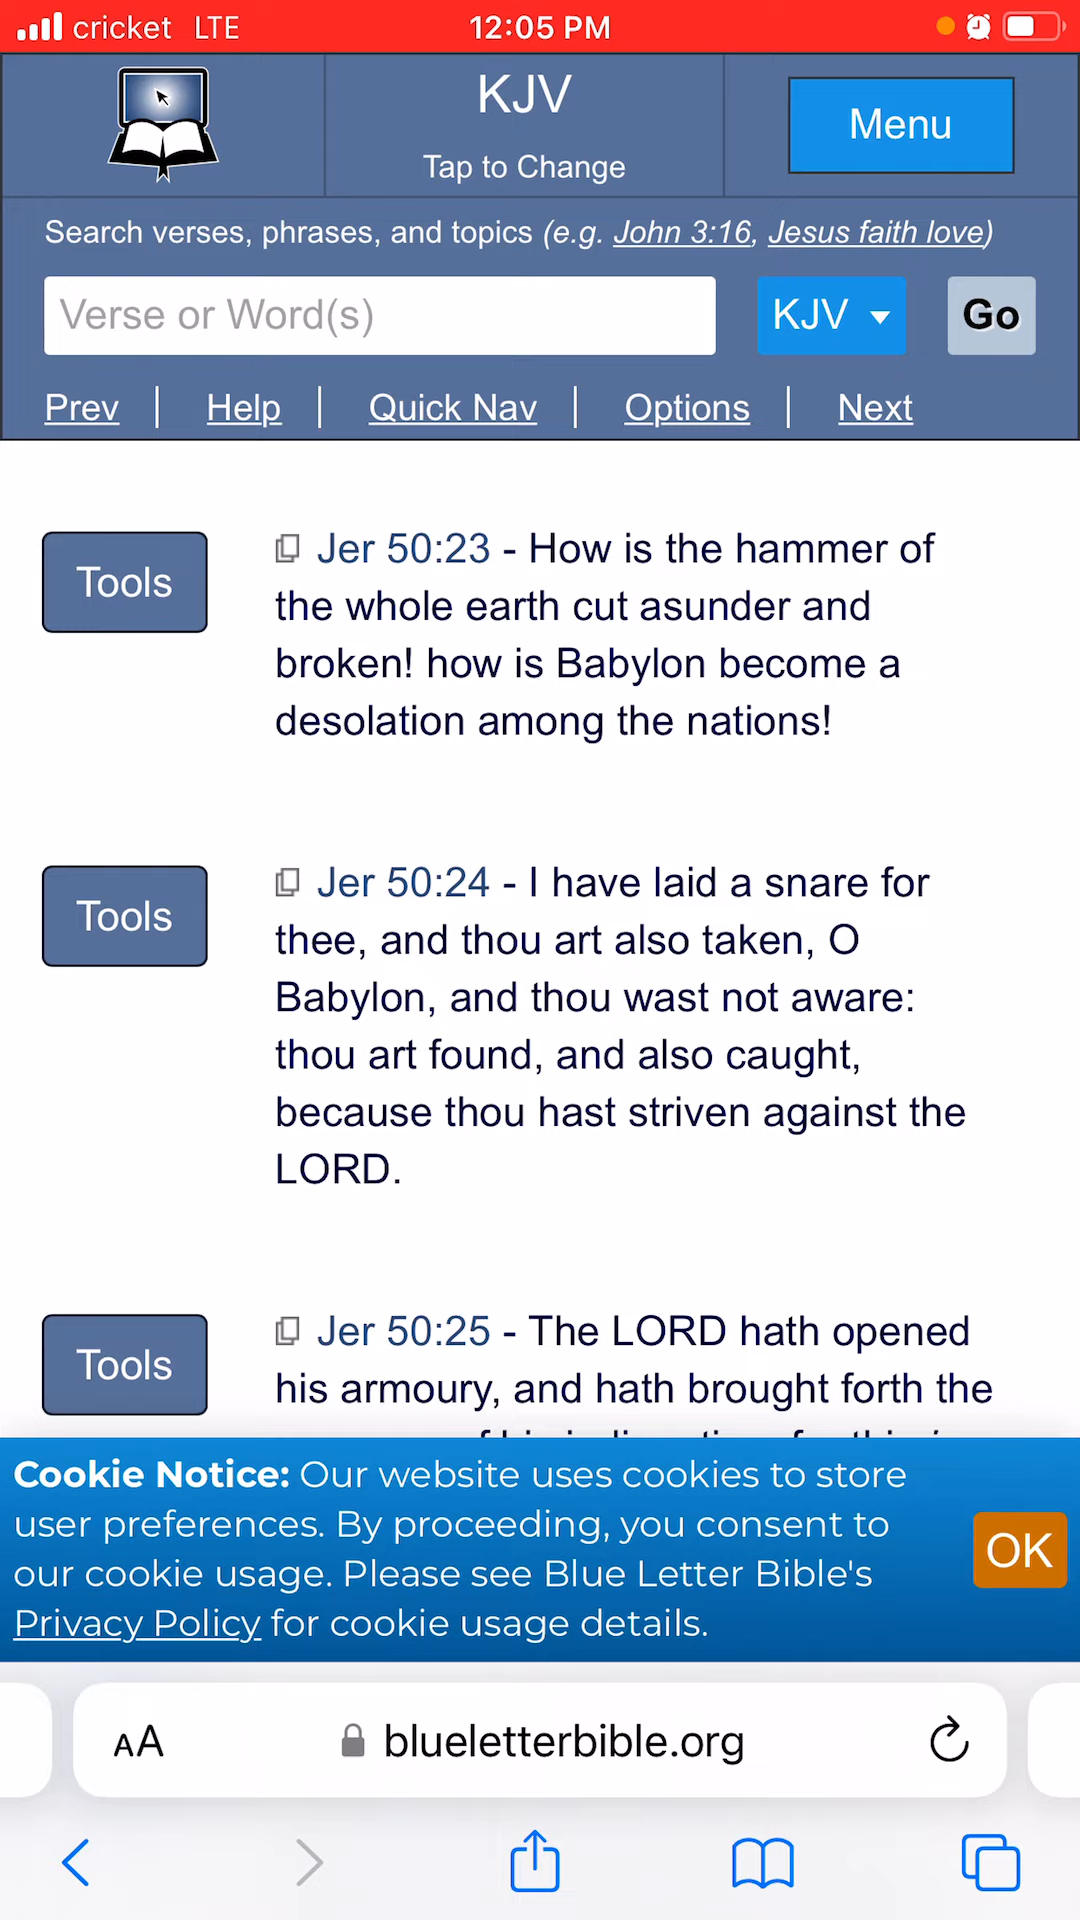 cricket LTE 12:05 PM
KJV
Tap to Change
Menu
Search verses, phrases, and topics (e.g. John 3:16, Jesus faith love)
Verse or Word(s) KJV Go
Prev | Help | Quick Nav | Options | Next
Tools
Jer 50:23 - How is the hammer of
the whole earth cut asunder and
broken! how is Babylon become a
desolation among the nations!
Tools
Jer 50:24 - I have laid a snare for
thee, and thou art also taken, O
Babylon, and thou wast not aware:
thou art found, and also caught,
because thou hast striven against the
LORD.
Tools
Jer 50:25 - The LORD hath opened
his armoury, and hath brought forth the
Cookie Notice: Our website uses cookies to store
user preferences. By proceeding, you consent to
our cookie usage. Please see Blue Letter Bible's
Privacy Policy for cookie usage details.
OK
AA blueletterbible.org